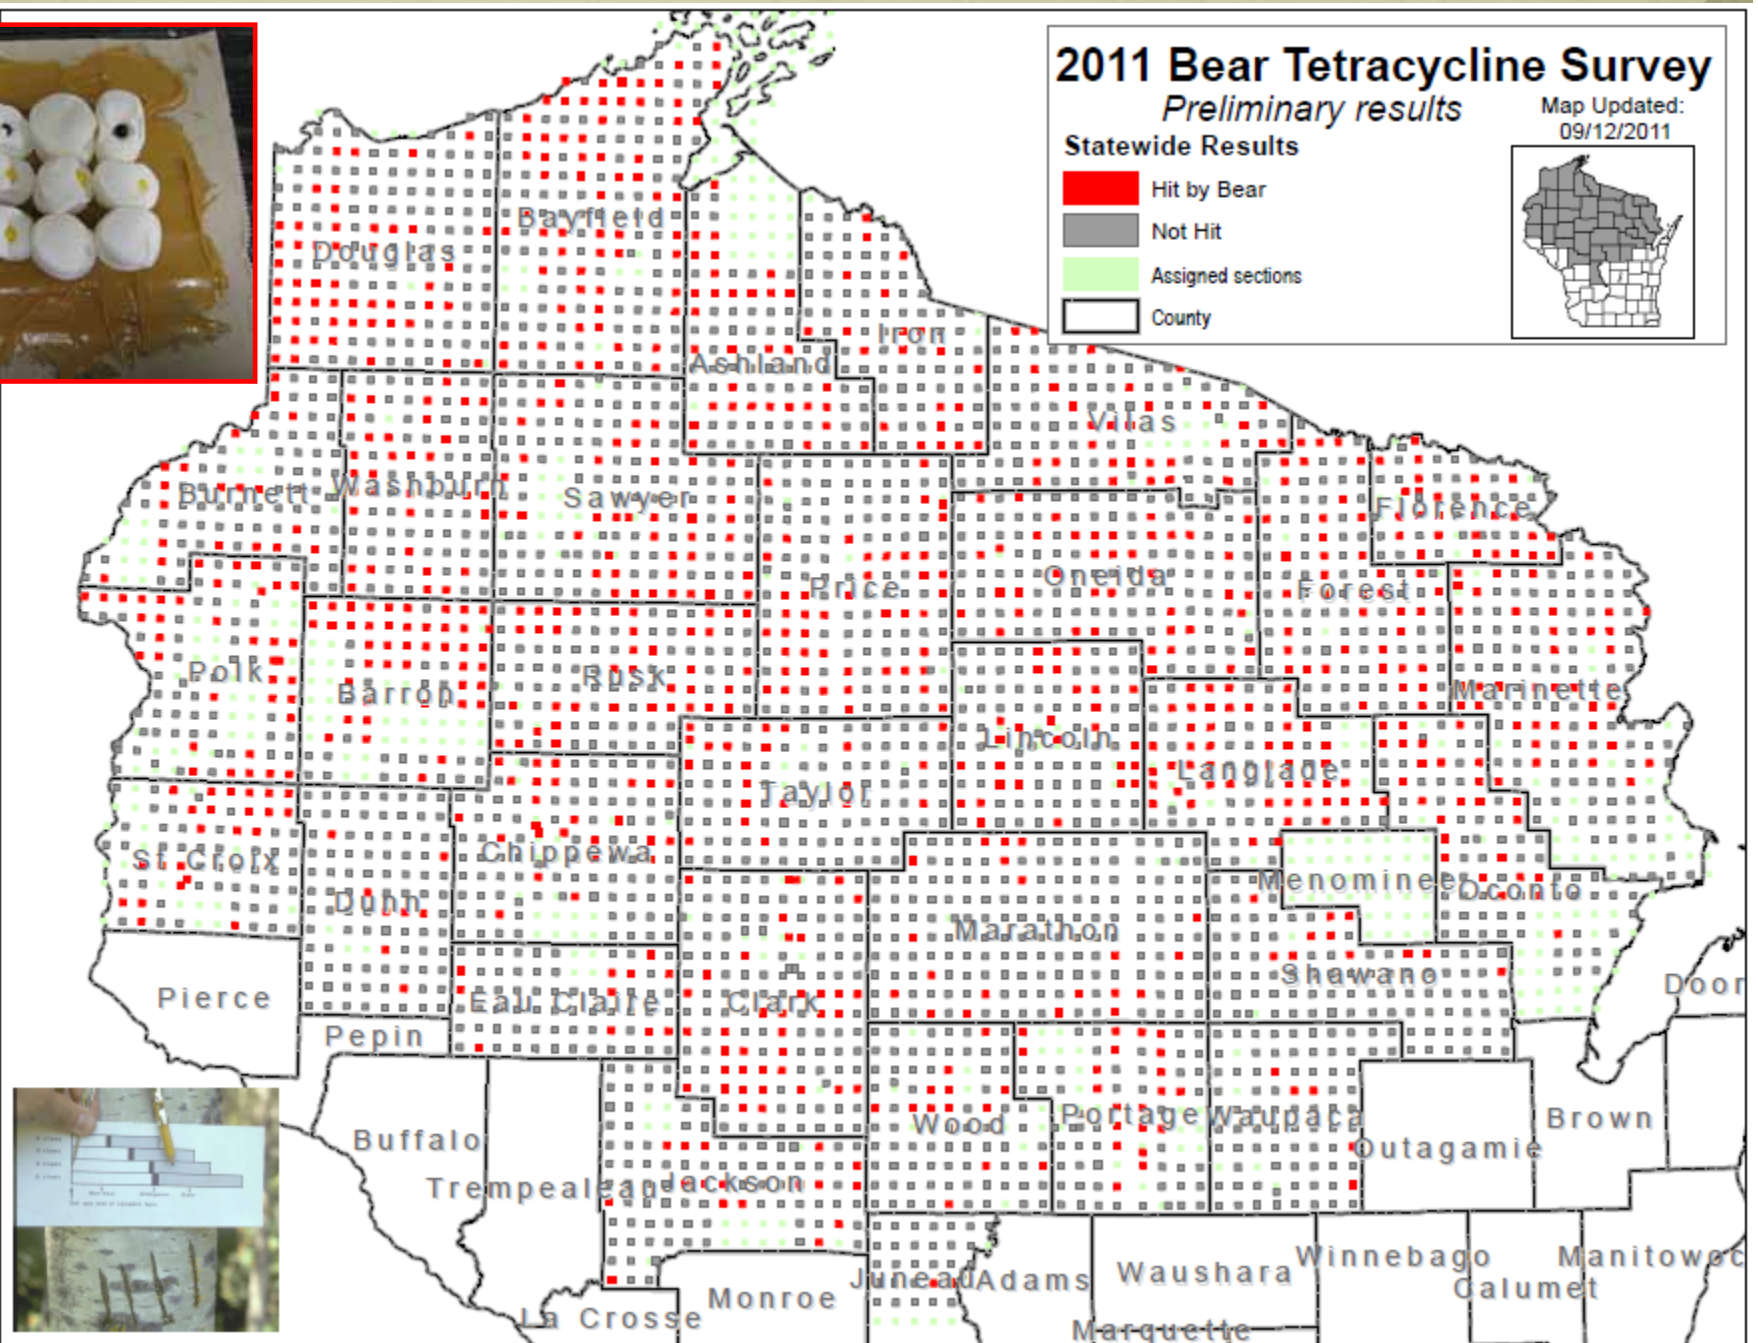 2011 Bear Tetracycline Survey
Preliminary results
Map Updated:
09/12/2011
Statewide Results
Hit by Bear
Not Hit
Assigned sections
County
Bayfield
Douglas
Iron
Ashland
Vilas
Burnett
Washburn
Sawyer
Florence
Price
Oneida
Forest
Polk
Barron
Rusk
Marinette
Lincoln
Langlade
Taylor
St Croix
Chippewa
Menominee
Oconto
Dunn
Marathon
Shawano
Pierce
Eau Claire
Clark
Door
Pepin
Wood
Portage
Waupaca
Brown
Buffalo
Outagamie
Trempealeau
Jackson
Juneau
Adams
Waushara
Winnebago
Manitowoc
Calumet
Monroe
La Crosse
Marquette